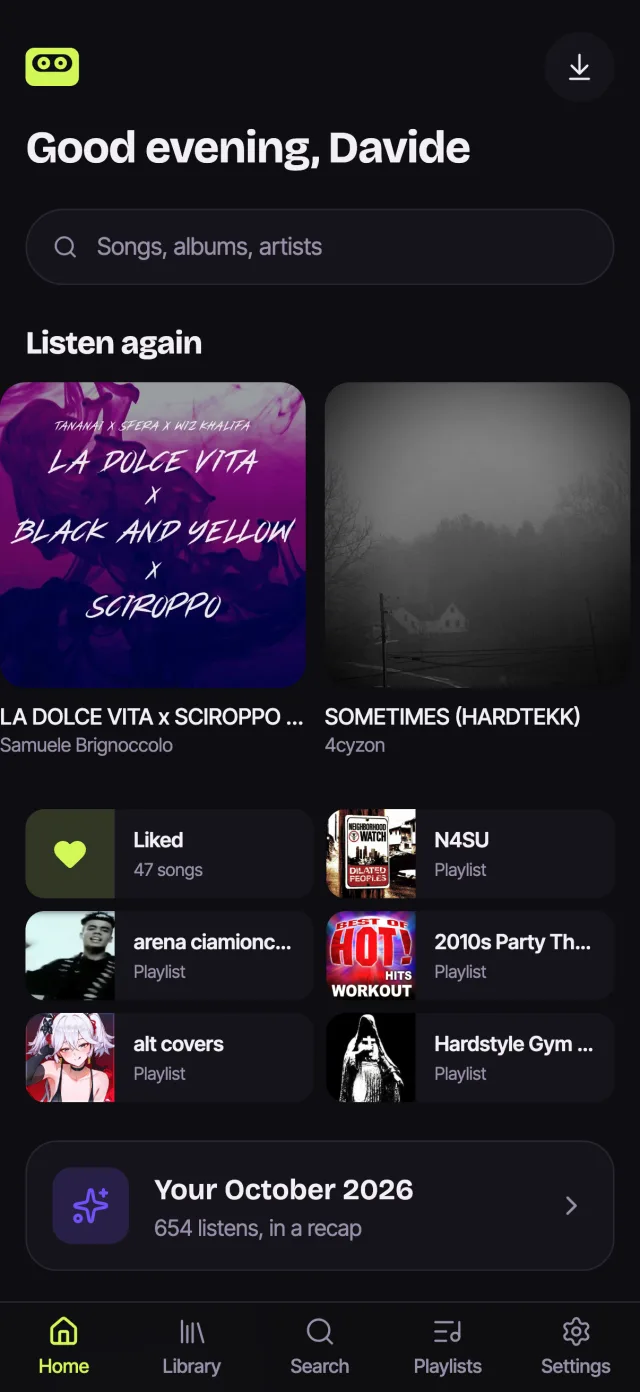 Good evening, Davide
Songs, albums, artists
Listen again
TANANAI X SFERA X WIZ KHALIFA
LA DOLCE VITA
X
BLACK AND YELLOW
X
SCIROPPO
LA DOLCE VITA x SCIROPPO ...
Samuele Brignoccolo
SOMETIMES (HARDTEKK)
4cyzon
Liked
47 songs
NEIGHBORHOOD
WATCH
DILATED
PEOPLES
N4SU
Playlist
arena ciamionc...
Playlist
BEST OF
HOT!
HITS
WORKOUT
2010s Party Th...
Playlist
alt covers
Playlist
Hardstyle Gym ...
Playlist
Your October 2026
654 listens, in a recap
Home
Library
Search
Playlists
Settings